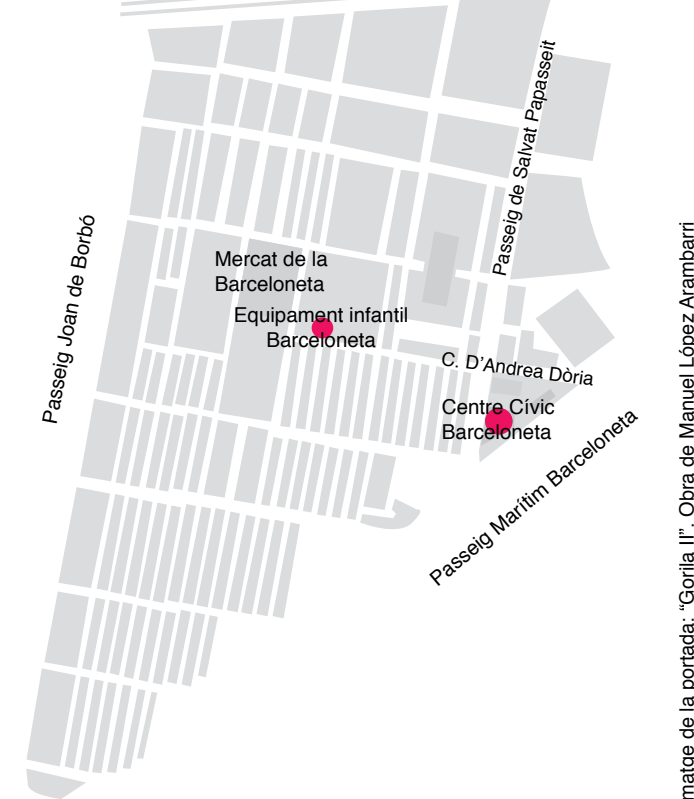 Passeig de Salvat Papasseit
Passeig Joan de Borbó
Mercat de la
Barceloneta
Equipament infantil
Barceloneta
C. D’Andrea Dòria
Centre Cívic
Barceloneta
Passeig Marítim Barceloneta
matge de la portada: “Gorila II”. Obra de Manuel López Arambarri